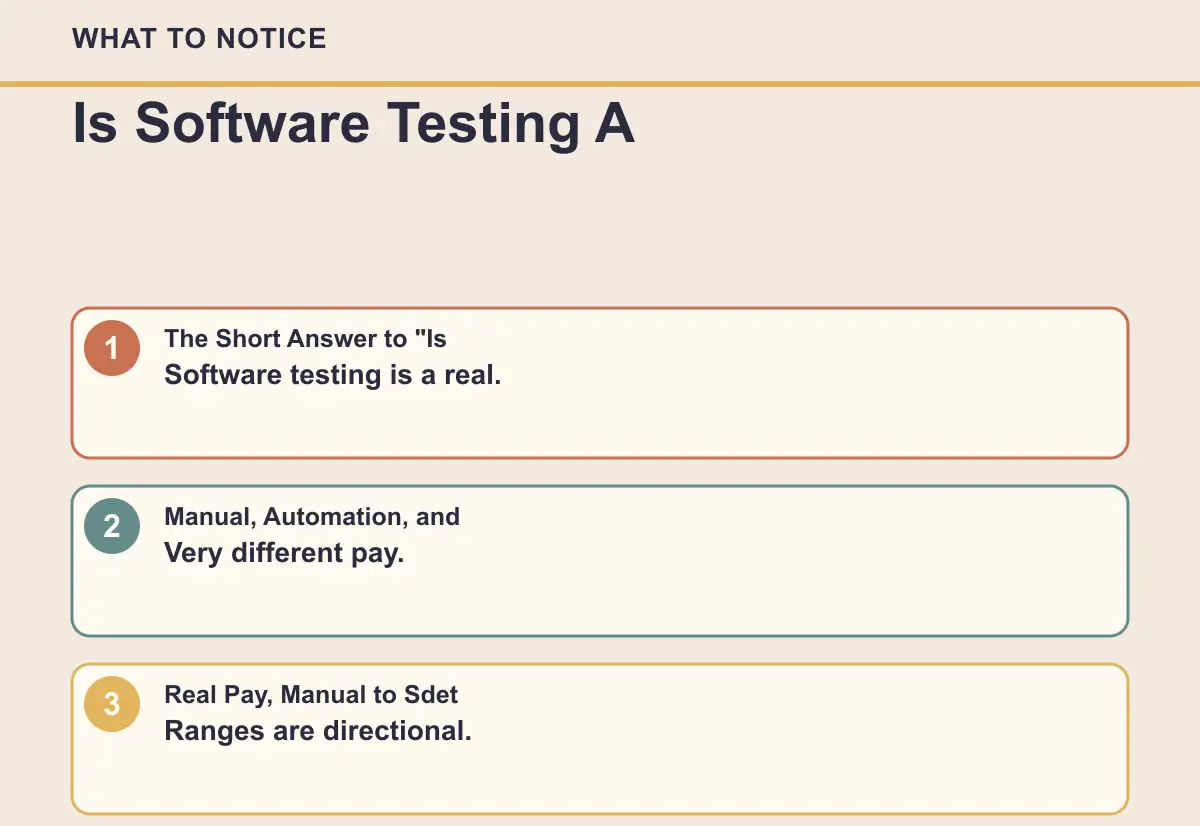 WHAT TO NOTICE
Is Software Testing A
1
The Short Answer to "Is
Software testing is a real.
2
Manual, Automation, and
Very different pay.
3
Real Pay, Manual to Sdet
Ranges are directional.